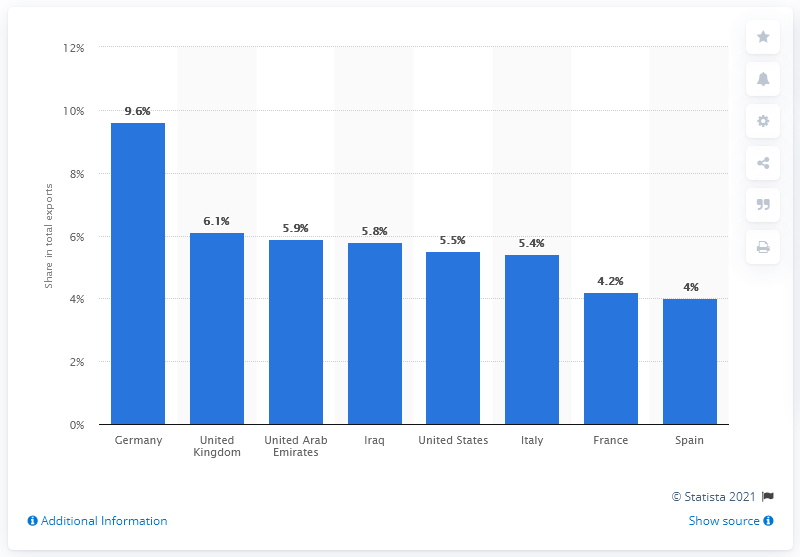 12%
10%
8%
6%
4%
2%
0%
Share in total exports
9.6%
6.1%
5.9%
5.8%
5.5%
5.4%
4.2%
4%
Germany
United Kingdom
United Arab Emirates
Iraq
United States
Italy
France
Spain
© Statista 2021
Additional Information
Show source